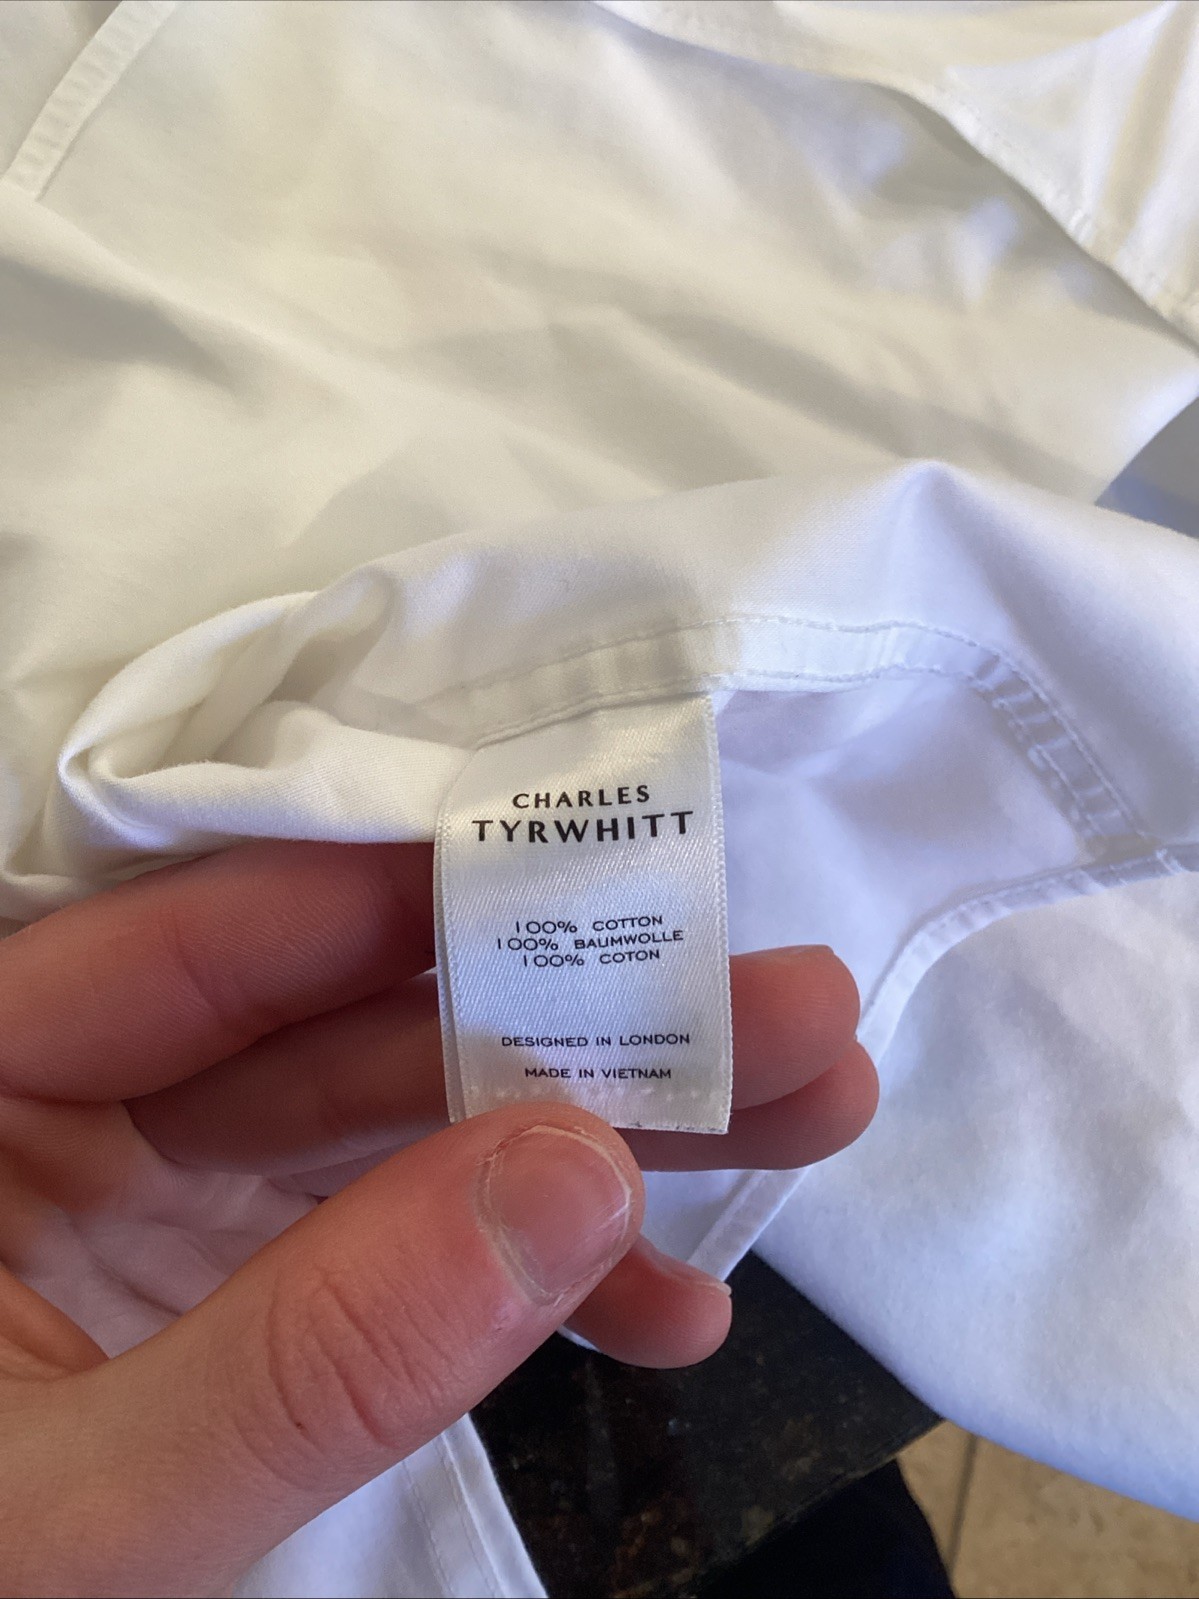 CHARLES
TYRWHITT
100% COTTON
100% BAUMWOLLE
100% COTON
DESIGNED IN LONDON
MADE IN VIETNAM